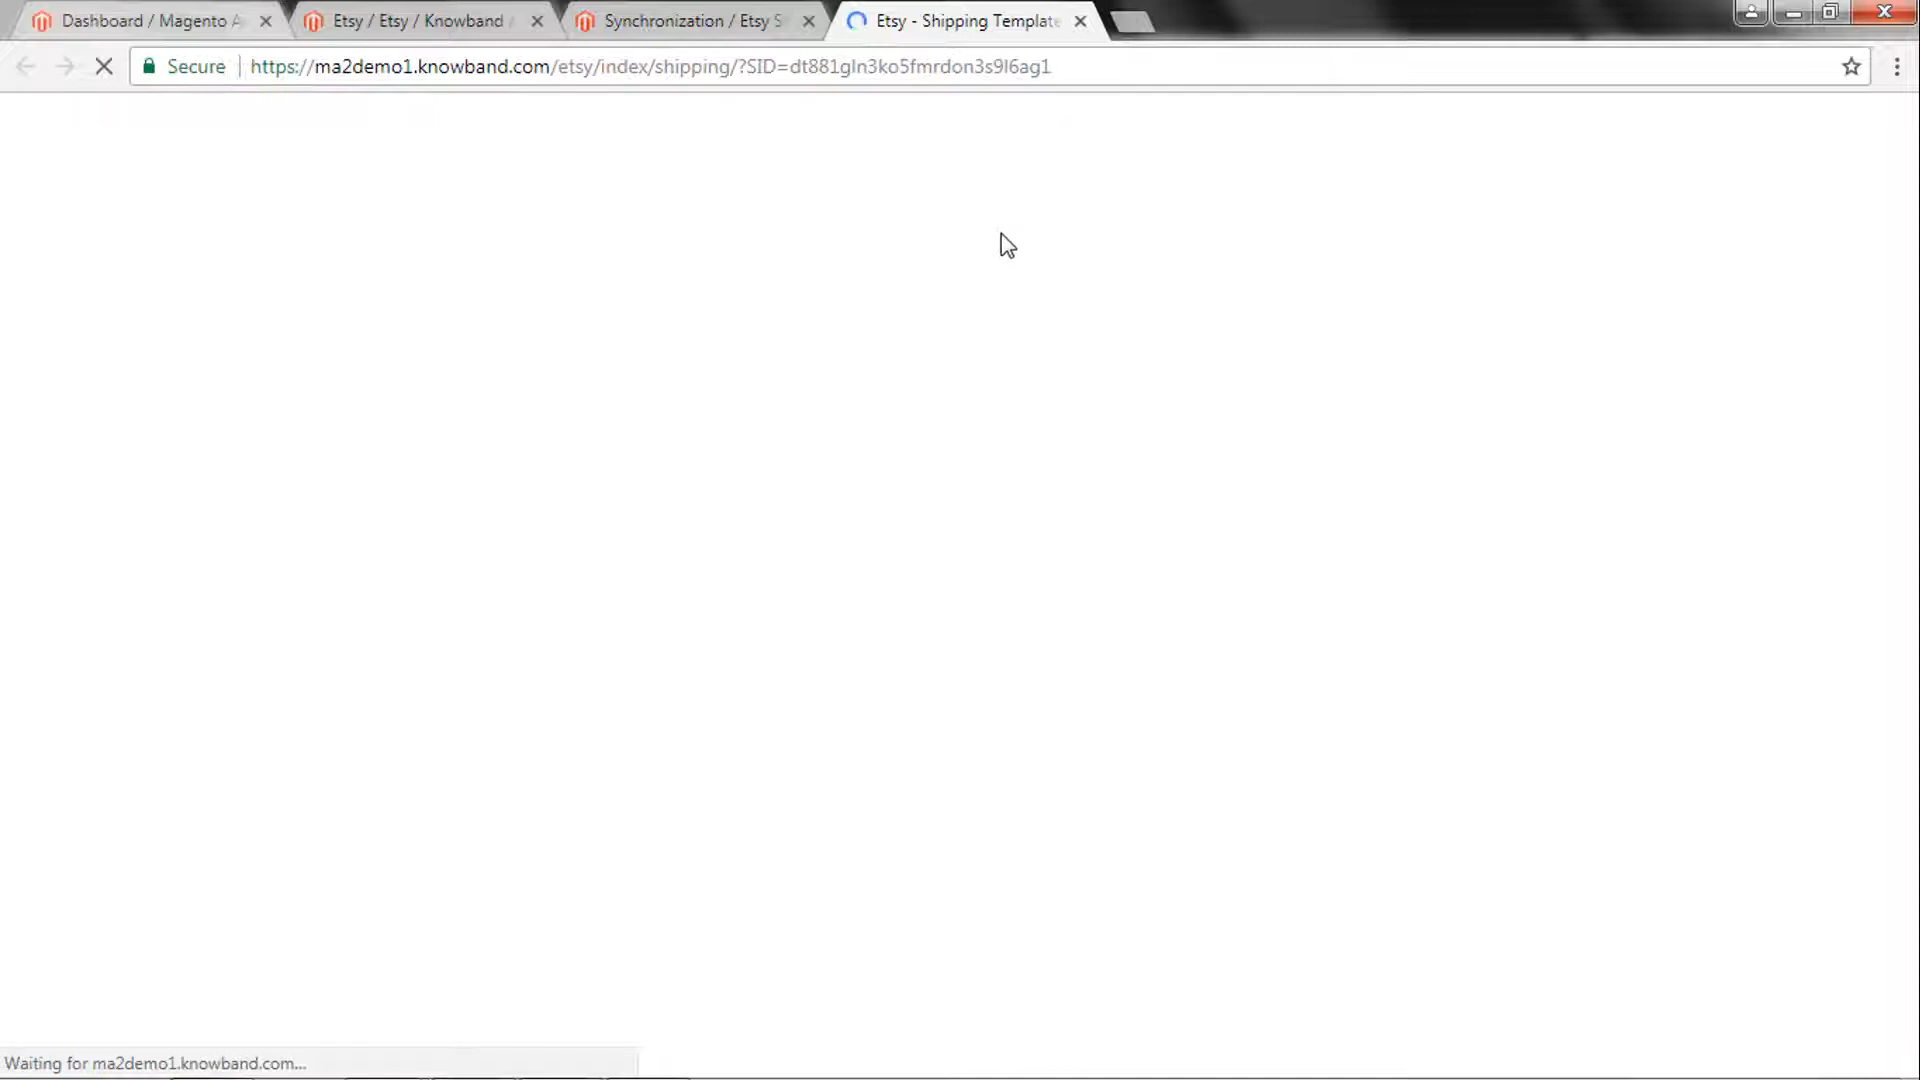 Dashboard / Magento A
Etsy / Etsy / Knowband
Synchronization / Etsy S
Etsy - Shipping Template
Secure
https://ma2demo1.knowband.com/etsy/index/shipping/?SID=dt881gln3ko5fmrdon3s9l6ag1
Waiting for ma2demo1.knowband.com...